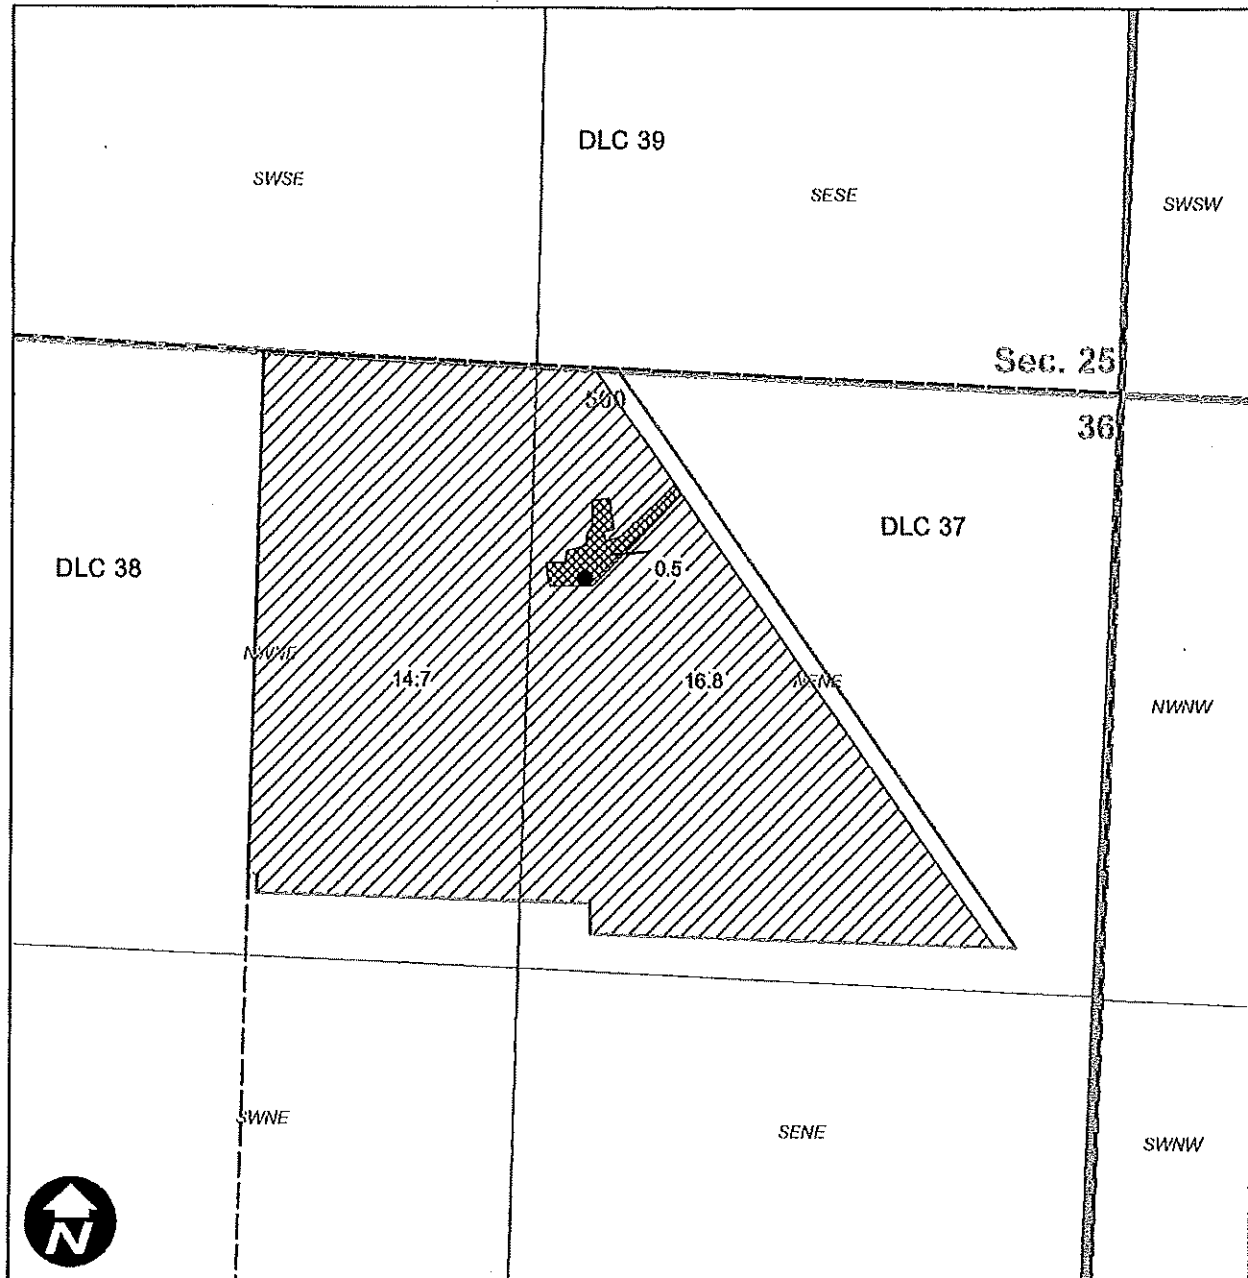 DLC 39
SWSE
SESE
SWSW
Sec. 25
36
500
DLC 37
DLC 38
0.5
NWNE
14.7
16.8
NENE
NWNW
SWNE
SENE
SWNW
N